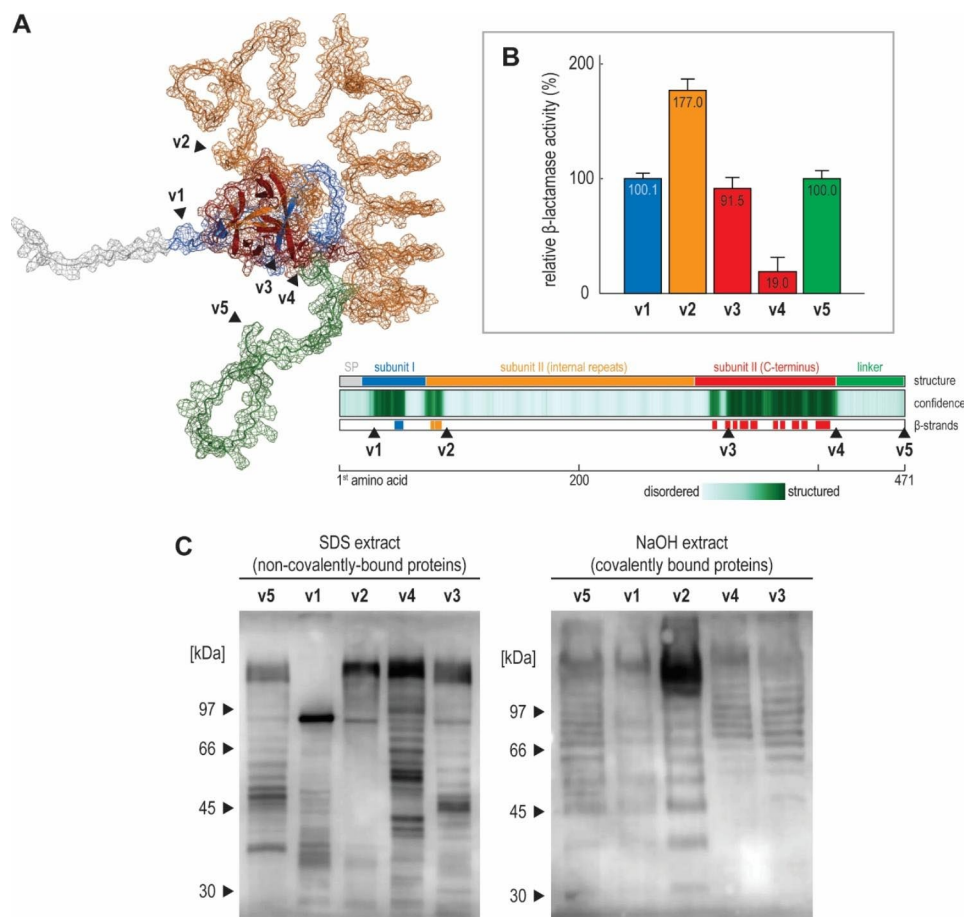 A
v2
v1
v3
v4
v5
B
relative β-lactamase activity (%)
200
100
0
100.1
177.0
91.5
19.0
100.0
v1 v2 v3 v4 v5
SP subunit I subunit II (internal repeats) subunit II (C-terminus) linker structure
confidence
β-strands
v1 v2 v3 v4 v5
1st amino acid 200 471
disordered structured
C
SDS extract
(non-covalently-bound proteins)
v5 v1 v2 v4 v3
[kDa]
97
66
45
30
NaOH extract
(covalently bound proteins)
v5 v1 v2 v4 v3
[kDa]
97
66
45
30